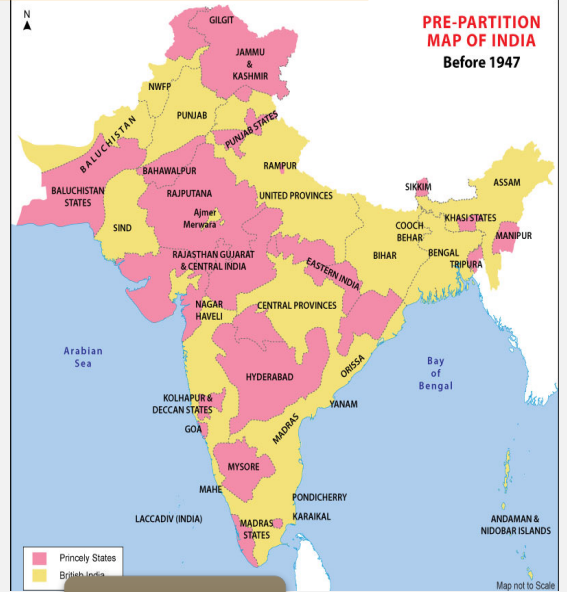 N
PRE-PARTITION
MAP OF INDIA
Before 1947
GILGIT
JAMMU
&
KASHMIR
NWFP
PUNJAB
PUNJAB STATES
BALUCHISTAN
BAHAWALPUR
RAMPUR
BALUCHISTAN
STATES
RAJPUTANA
UNITED PROVINCES
SIKKIM
ASSAM
Ajmer
Merwara
SIND
COOCH
BEHAR
KHASI STATES
MANIPUR
RAJASTHAN GUJARAT
& CENTRAL INDIA
EASTERN INDIA
BIHAR
BENGAL
TRIPURA
NAGAR
HAVELI
CENTRAL PROVINCES
Arabian
Sea
Bay
of
Bengal
HYDERABAD
ORISSA
KOLHAPUR &
DECCAN STATES
YANAM
GOA
MADRAS
MYSORE
MAHE
PONDICHERRY
LACCADIV (INDIA)
MADRAS
STATES
KARAIKAL
ANDAMAN &
NIDOBAR ISLANDS
Princely States
British India
Map not to Scale